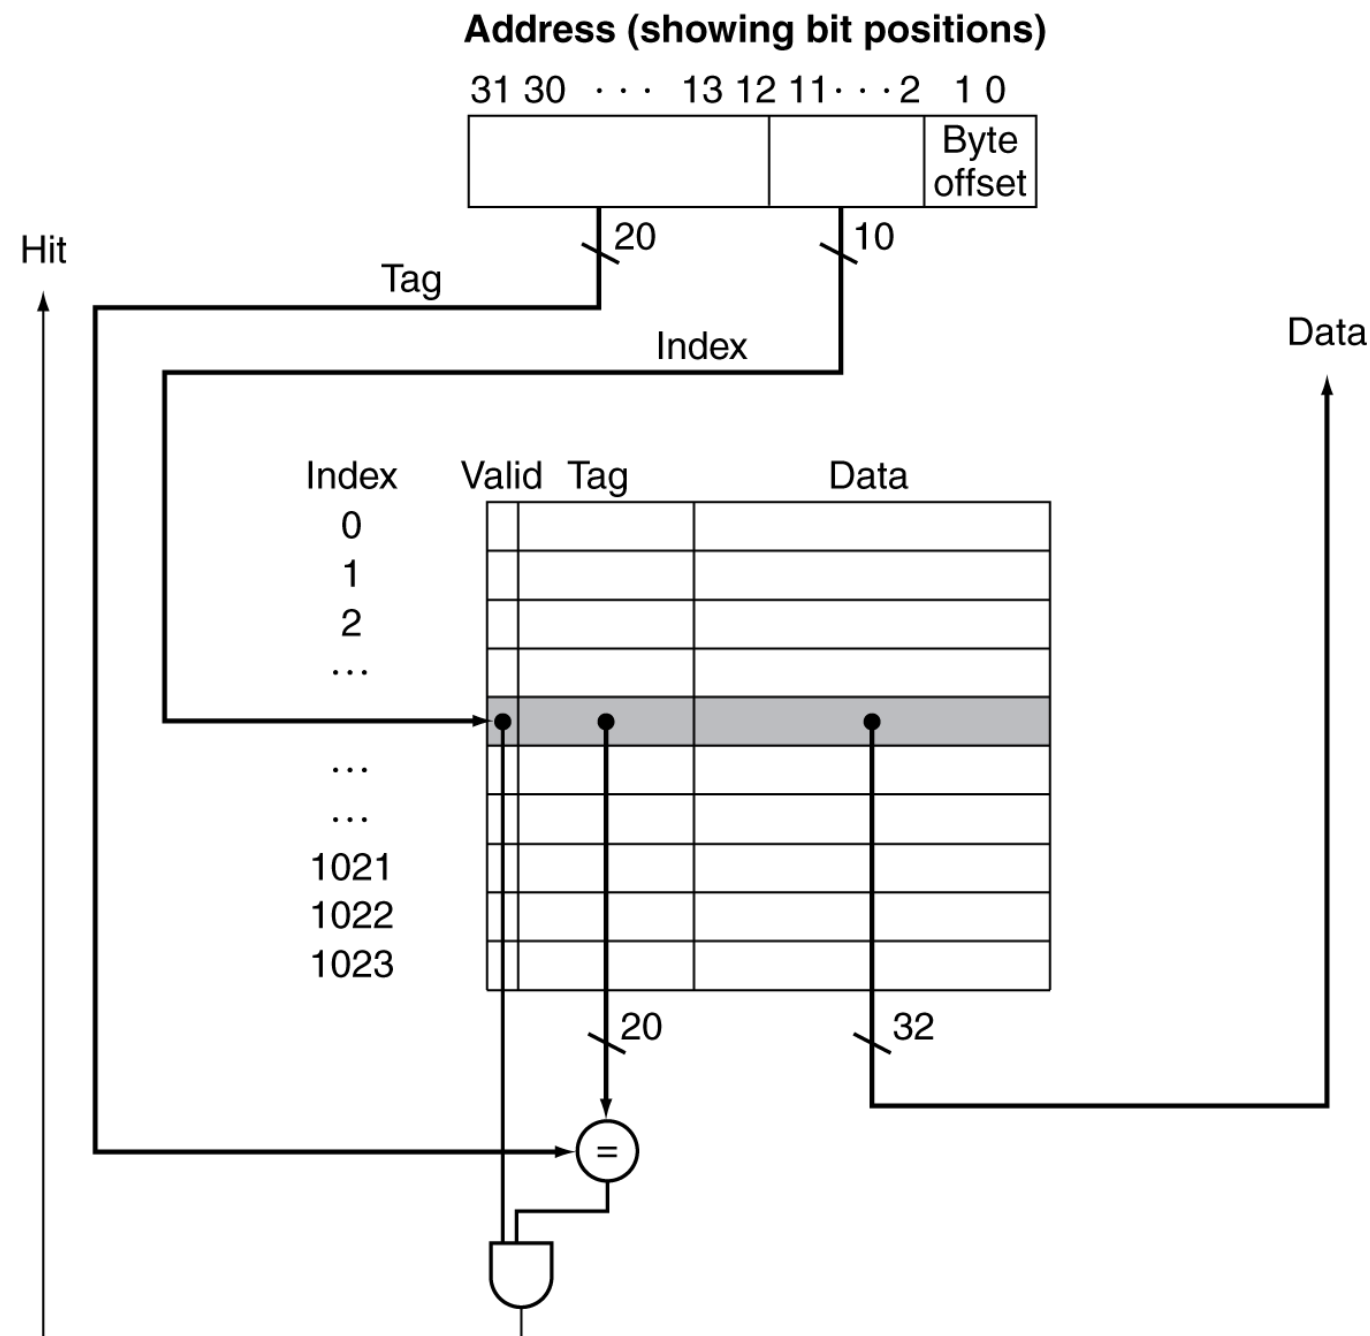 Address (showing bit positions)
31 30 ··· 13 12 11···2 1 0
Byte
offset
20
10
Hit
Tag
Index
Data
Index Valid Tag Data
0
1
2
···
···
···
1021
1022
1023
20
32
=